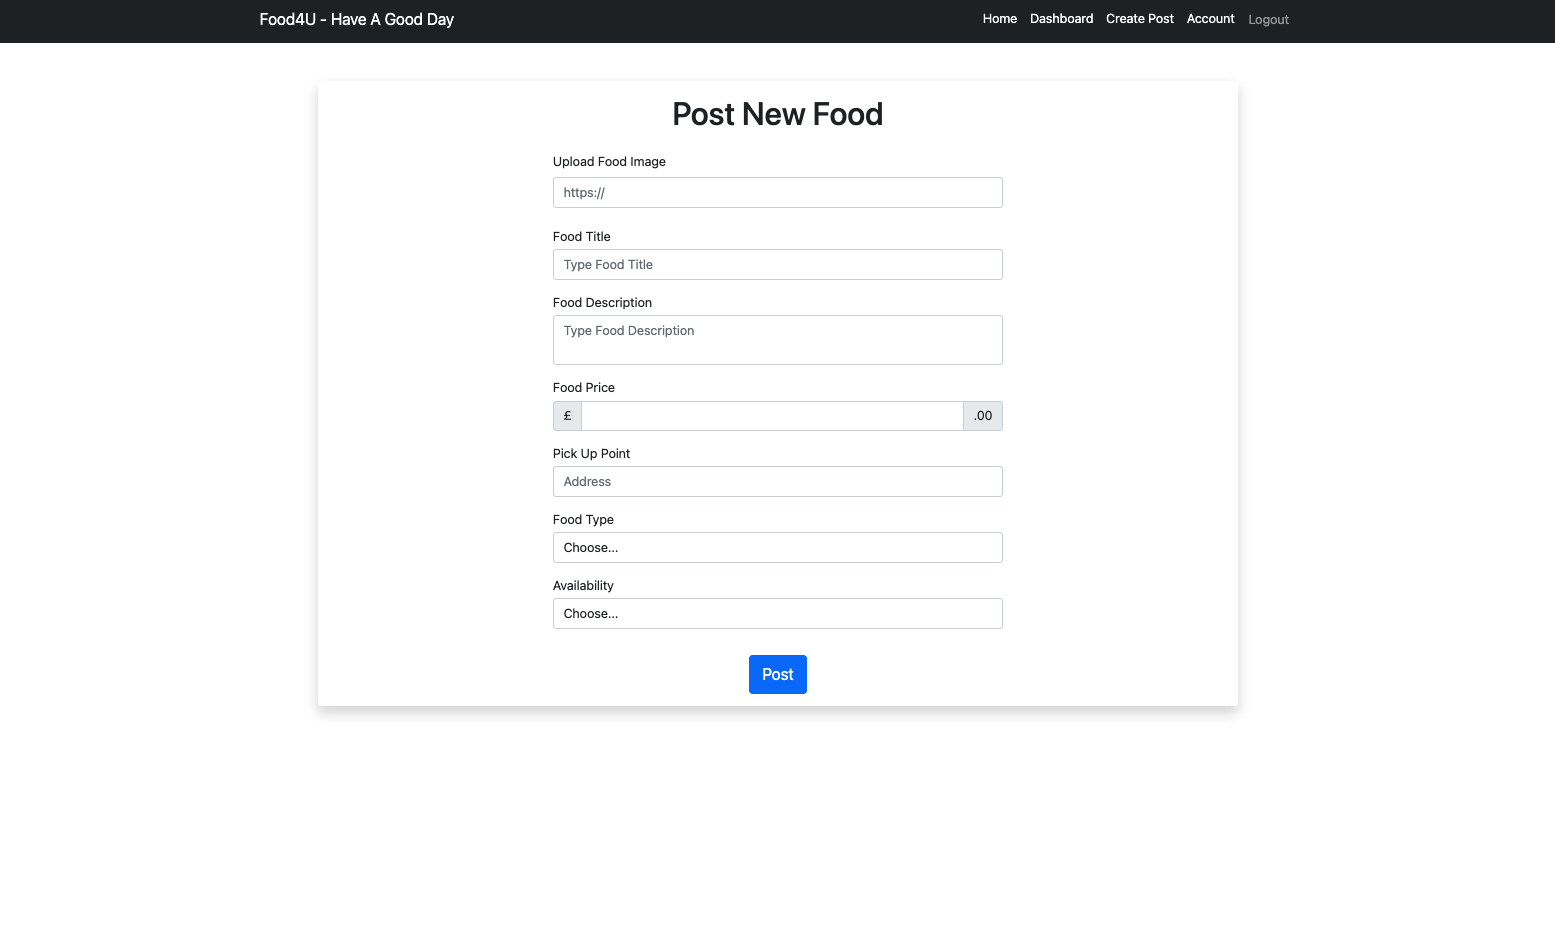 Food4U - Have A Good Day
Home Dashboard Create Post Account Logout
Post New Food
Upload Food Image
https://
Food Title
Type Food Title
Food Description
Type Food Description
Food Price
£ .00
Pick Up Point
Address
Food Type
Choose...
Availability
Choose...
Post